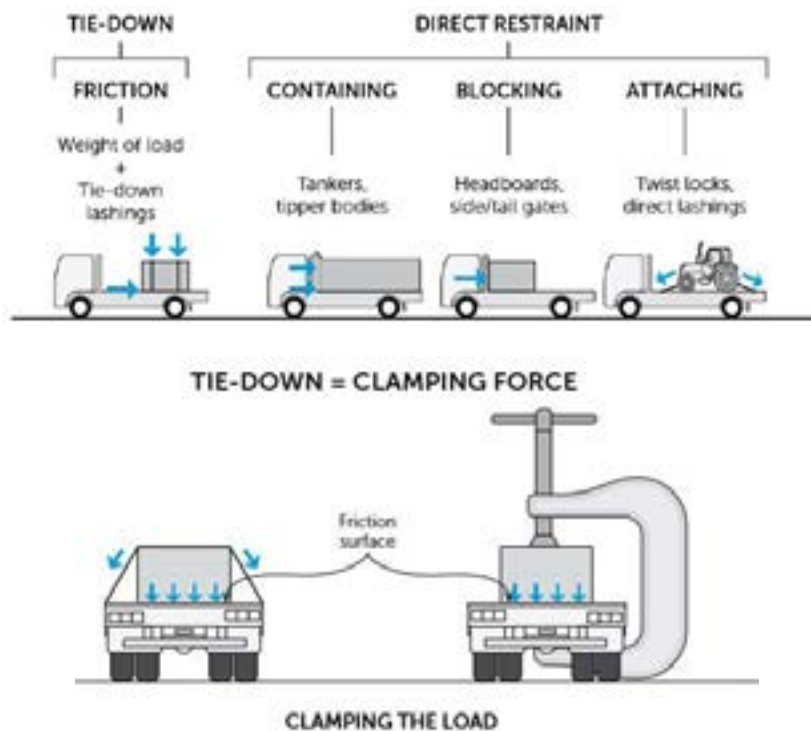 TIE-DOWN
DIRECT RESTRAINT
FRICTION
CONTAINING
BLOCKING
ATTACHING
Weight of load
+
Tie-down
lashings
Tankers,
tipper bodies
Headboards,
side/tail gates
Twist locks,
direct lashings
TIE-DOWN = CLAMPING FORCE
Friction
surface
CLAMPING THE LOAD